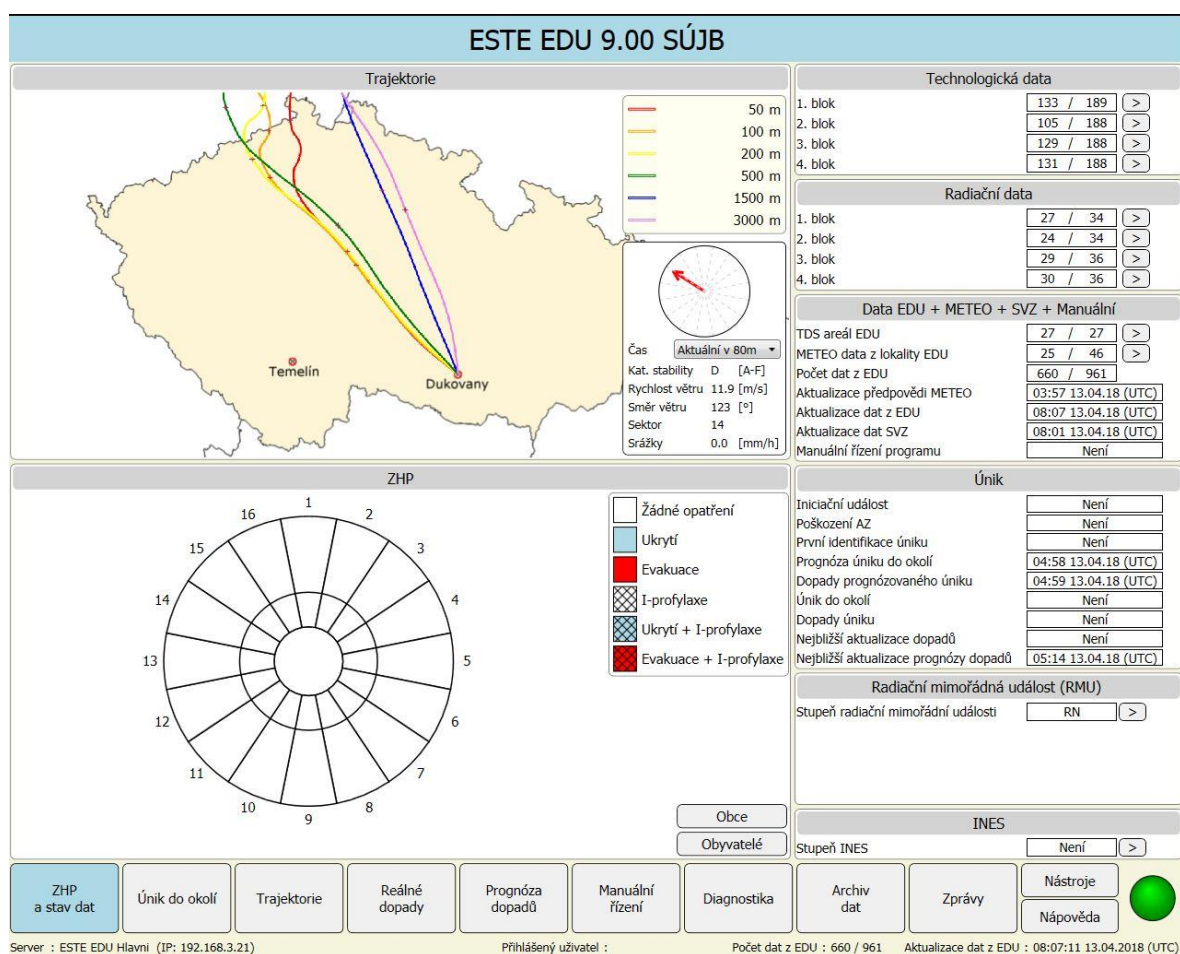 ESTE EDU 9.00 SÚJB
Trajektorie
50 m
100 m
200 m
500 m
1500 m
3000 m
Temelín
Dukovany
Čas Aktuální v 80m
Kat. stability D [A-F]
Rychlost větru 11.9 [m/s]
Směr větru 123 [°]
Sektor 14
Srážky 0.0 [mm/h]
Technologická data
1. blok 133 / 189 >
2. blok 105 / 188 >
3. blok 129 / 188 >
4. blok 131 / 188 >
Radiační data
1. blok 27 / 34 >
2. blok 24 / 34 >
3. blok 29 / 36 >
4. blok 30 / 36 >
Data EDU + METEO + SVZ + Manuální
TDS areál EDU 27 / 27 >
METEO data z lokality EDU 25 / 46 >
Počet dat z EDU 660 / 961
Aktualizace předpovědi METEO 03:57 13.04.18 (UTC)
Aktualizace dat z EDU 08:07 13.04.18 (UTC)
Aktualizace dat SVZ 08:01 13.04.18 (UTC)
Manuální řízení programu Není
ZHP
1
2
3
4
5
6
7
8
9
10
11
12
13
14
15
16
Žádné opatření
Ukrytí
Evakuace
I-profylaxe
Ukrytí + I-profylaxe
Evakuace + I-profylaxe
Obce
Obyvatelé
Únik
Iniciační událost Není
Poškození AZ Není
První identifikace úniku Není
Prognóza úniku do okolí 04:58 13.04.18 (UTC)
Dopady prognózovaného úniku 04:59 13.04.18 (UTC)
Únik do okolí Není
Dopady úniku Není
Nejbližší aktualizace dopadů Není
Nejbližší aktualizace prognózy dopadů 05:14 13.04.18 (UTC)
Radiační mimořádná událost (RMU)
Stupeň radiační mimořádní události RN >
INES
Stupeň INES Není >
ZHP
a stav dat
Únik do okolí
Trajektorie
Reálné
dopady
Prognóza
dopadů
Manuální
řízení
Diagnostika
Archiv
dat
Zprávy
Nástroje
Nápověda
Server : ESTE EDU Hlavni (IP: 192.168.3.21) Přihlášený uživatel : Počet dat z EDU : 660 / 961 Aktualizace dat z EDU : 08:07:11 13.04.2018 (UTC)